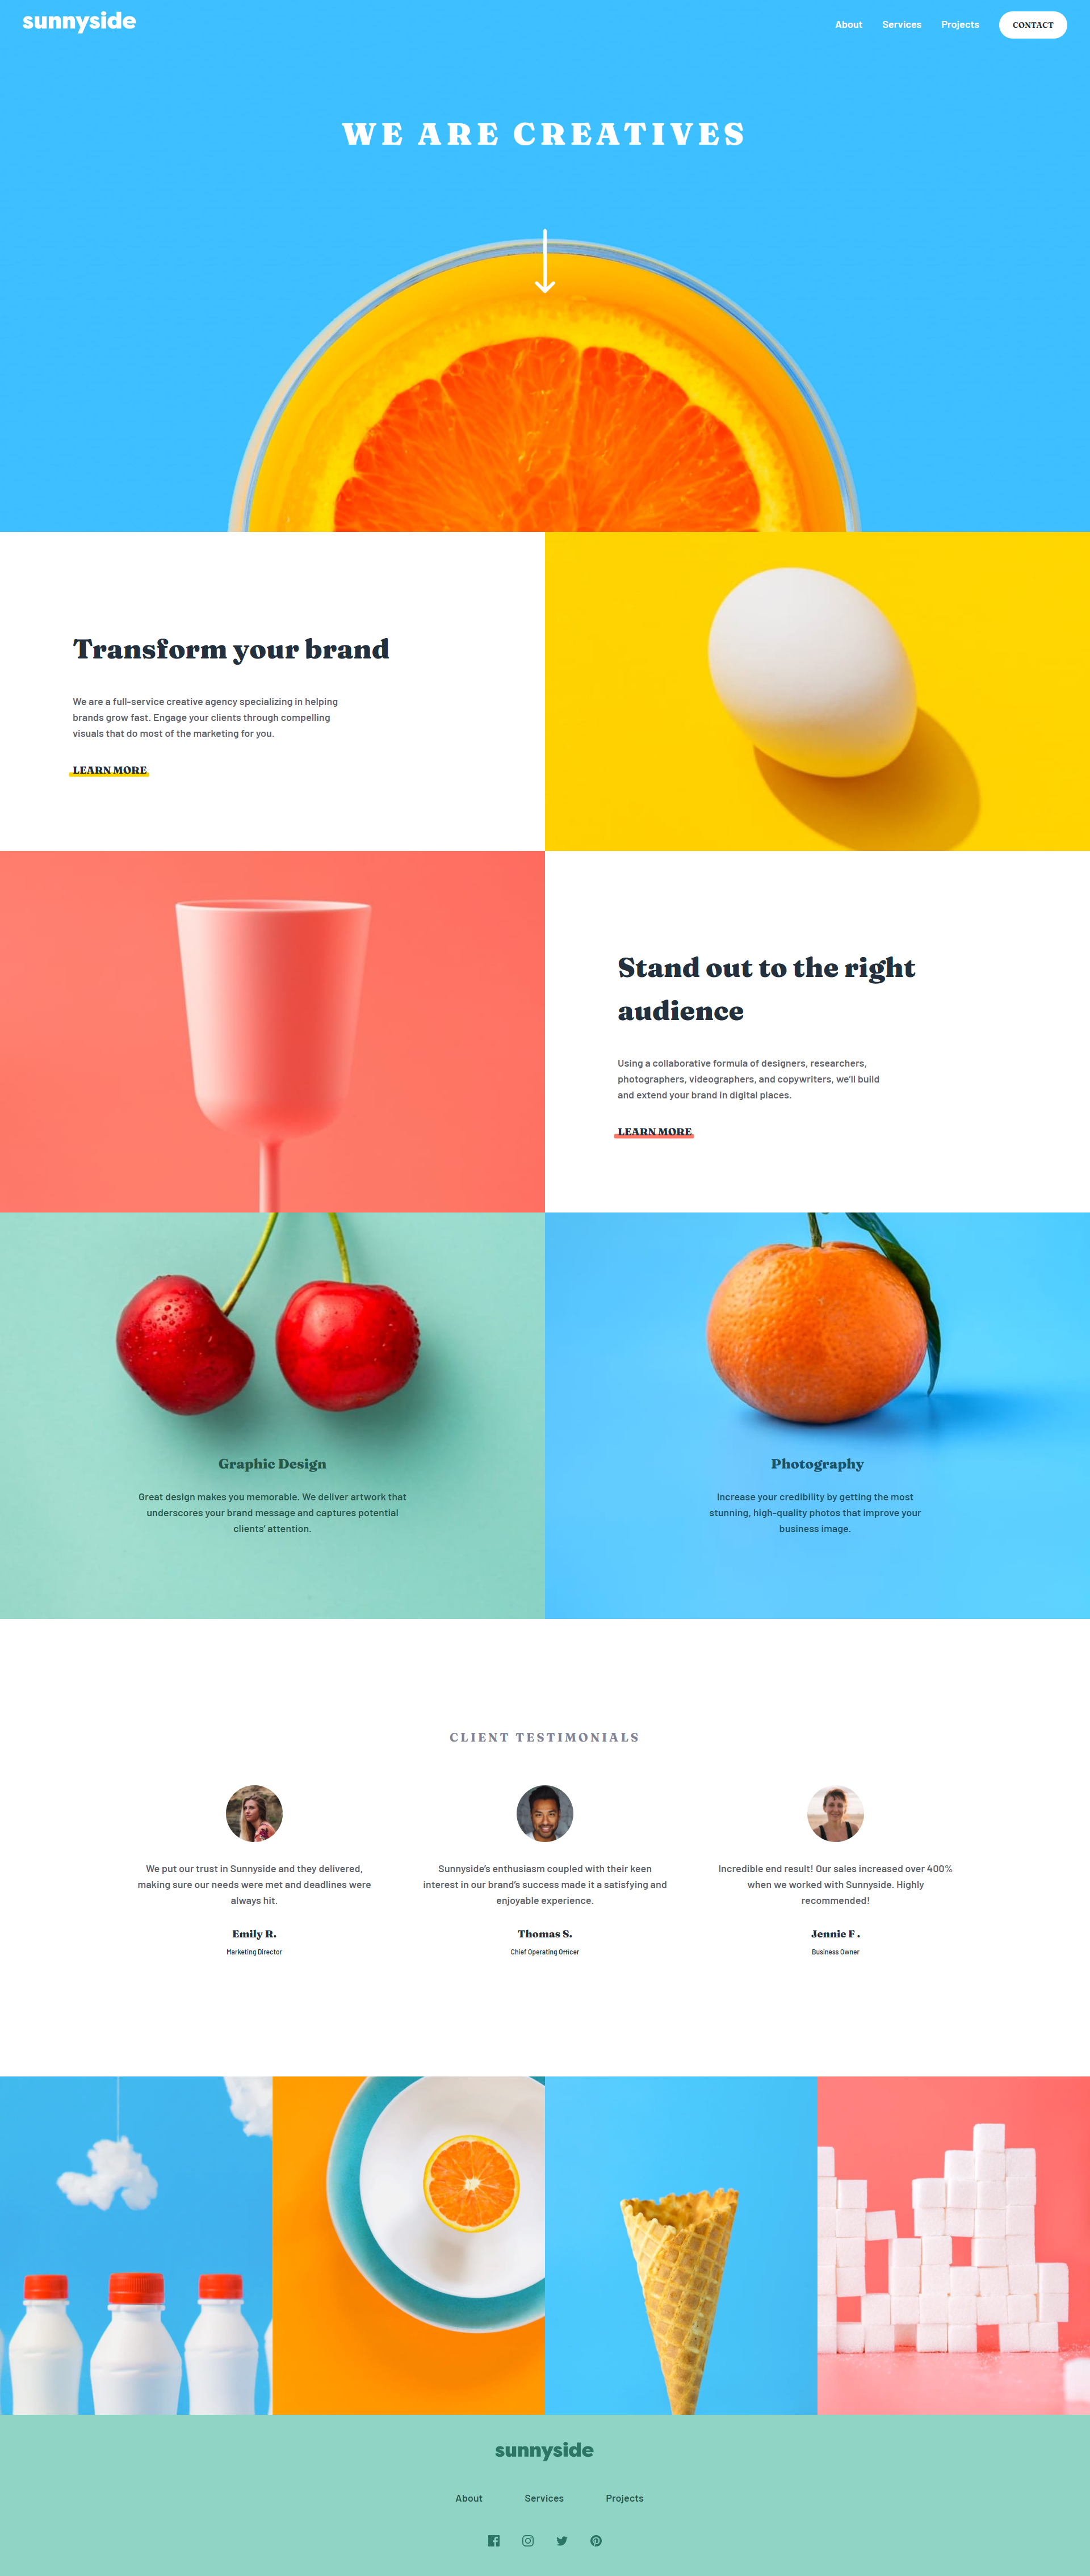 sunnyside
About Services Projects CONTACT
WE ARE CREATIVES
Transform your brand
We are a full-service creative agency specializing in helping
brands grow fast. Engage your clients through compelling
visuals that do most of the marketing for you.
LEARN MORE
Stand out to the right
audience
Using a collaborative formula of designers, researchers,
photographers, videographers, and copywriters, we'll build
and extend your brand in digital places.
LEARN MORE
Graphic Design
Great design makes you memorable. We deliver artwork that
underscores your brand message and captures potential
clients' attention.
Photography
Increase your credibility by getting the most
stunning, high-quality photos that improve your
business image.
CLIENT TESTIMONIALS
We put our trust in Sunnyside and they delivered,
making sure our needs were met and deadlines were
always hit.
Emily R.
Marketing Director
Sunnyside's enthusiasm coupled with their keen
interest in our brand's success made it a satisfying and
enjoyable experience.
Thomas S.
Chief Operating Officer
Incredible end result! Our sales increased over 400%
when we worked with Sunnyside. Highly
recommended!
Jennie F .
Business Owner
sunnyside
About Services Projects